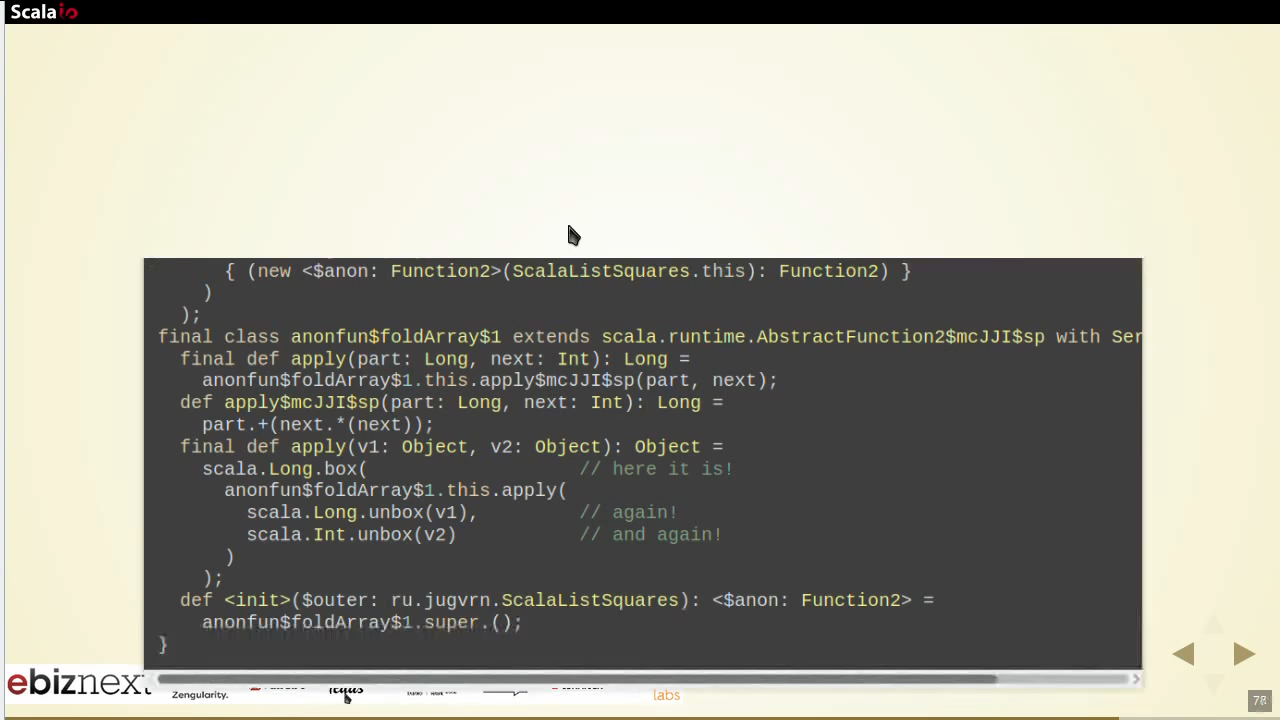 Scalaio
{ (new <$anon: Function2>(ScalaListSquares.this): Function2) }
)
);
final class anonfun$foldArray$1 extends scala.runtime.AbstractFunction2$mcJJI$sp with Ser
final def apply(part: Long, next: Int): Long =
anonfun$foldArray$1.this.apply$mcJJI$sp(part, next);
def apply$mcJJI$sp(part: Long, next: Int): Long =
part.+(next.*(next));
final def apply(v1: Object, v2: Object): Object =
scala.Long.box( // here it is!
anonfun$foldArray$1.this.apply(
scala.Long.unbox(v1), // again!
scala.Int.unbox(v2) // and again!
)
);
def <init>($outer: ru.jugvrn.ScalaListSquares): <$anon: Function2> =
anonfun$foldArray$1.super.();
}
ebiznext
Zengularity.
labs